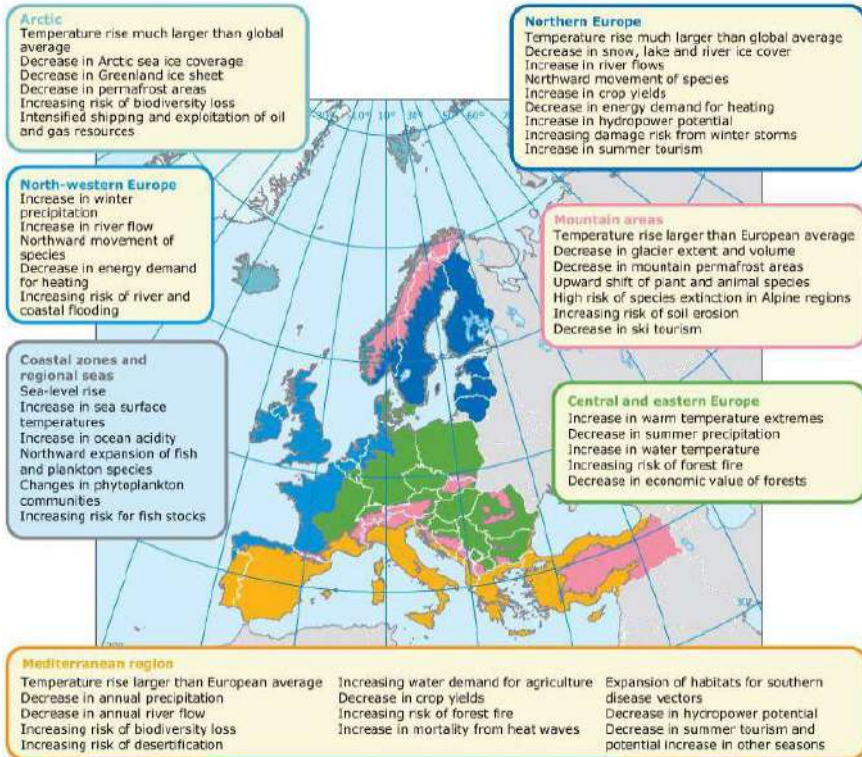 Arctic
Temperature rise much larger than global
average
Decrease in Arctic sea ice coverage
Decrease in Greenland ice sheet
Decrease in permafrost areas
Increasing risk of biodiversity loss
Intensified shipping and exploitation of oil
and gas resources
Northern Europe
Temperature rise much larger than global average
Decrease in snow, lake and river ice cover
Increase in river flows
Northward movement of species
Increase in crop yields
Decrease in energy demand for heating
Increase in hydropower potential
Increasing damage risk from winter storms
Increase in summer tourism
North-western Europe
Increase in winter
precipitation
Increase in river flow
Northward movement of
species
Decrease in energy demand
for heating
Increasing risk of river and
coastal flooding
Mountain areas
Temperature rise larger than European average
Decrease in glacier extent and volume
Decrease in mountain permafrost areas
Upward shift of plant and animal species
High risk of species extinction in Alpine regions
Increasing risk of soil erosion
Decrease in ski tourism
Coastal zones and
regional seas
Sea-level rise
Increase in sea surface
temperatures
Increase in ocean acidity
Northward expansion of fish
and plankton species
Changes in phytoplankton
communities
Increasing risk for fish stocks
Central and eastern Europe
Increase in warm temperature extremes
Decrease in summer precipitation
Increase in water temperature
Increasing risk of forest fire
Decrease in economic value of forests
Mediterranean region
Temperature rise larger than European average
Decrease in annual precipitation
Decrease in annual river flow
Increasing risk of biodiversity loss
Increasing risk of desertification
Increasing water demand for agriculture
Decrease in crop yields
Increasing risk of forest fire
Increase in mortality from heat waves
Expansion of habitats for southern
disease vectors
Decrease in hydropower potential
Decrease in summer tourism and
potential increase in other seasons